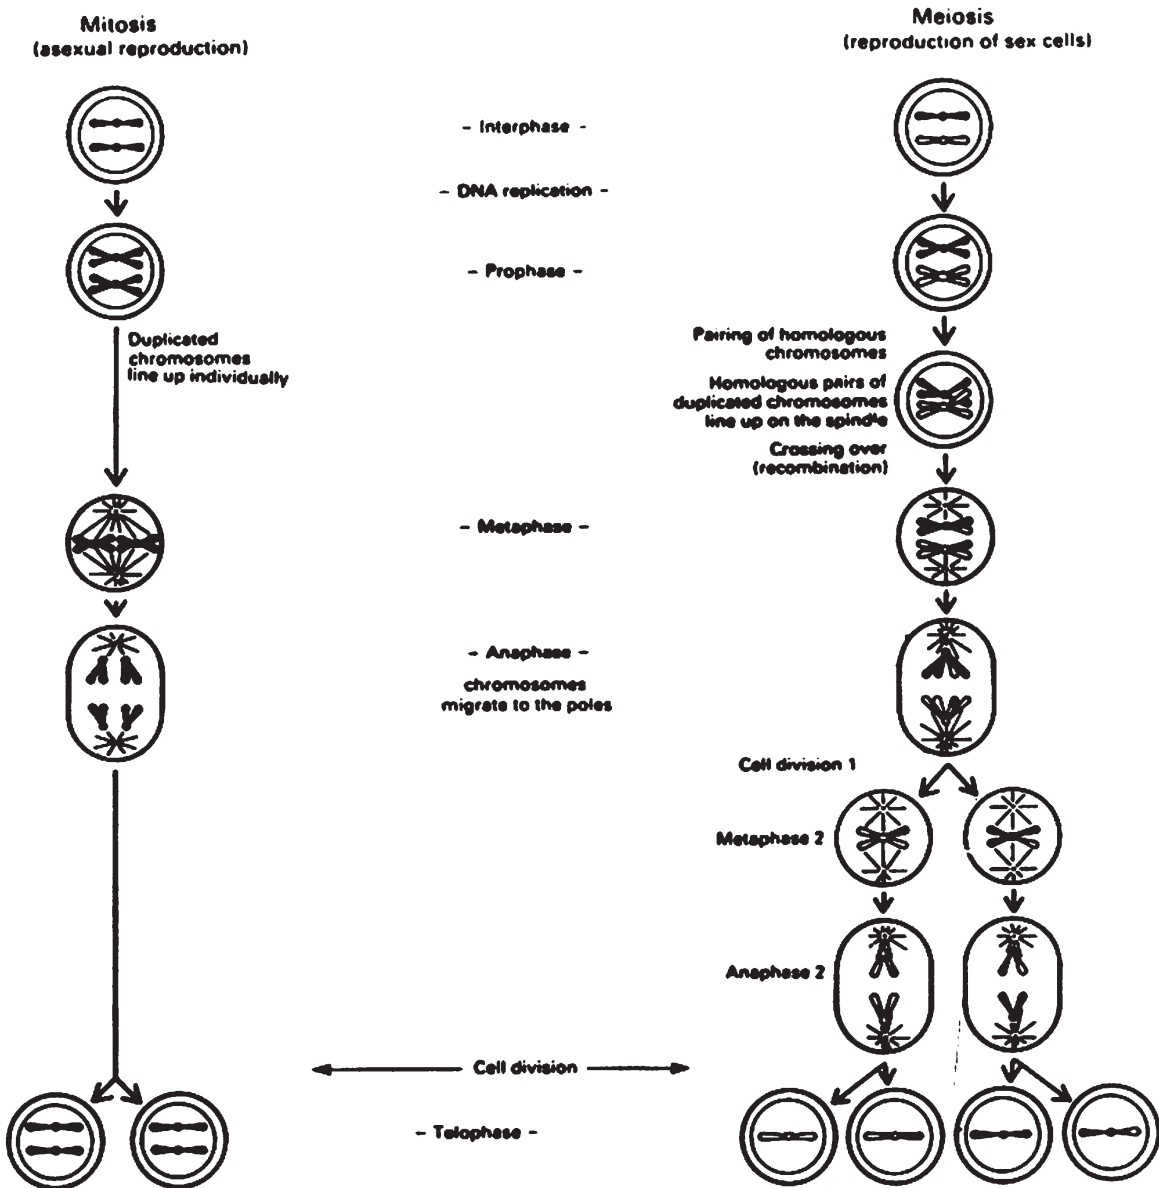 Mitosis
(asexual reproduction)
Meiosis
(reproduction of sex cells)
- Interphase -
- DNA replication -
- Prophase -
Duplicated
chromosomes
line up individually
Pairing of homologous
chromosomes
Homologous pairs of
duplicated chromosomes
line up on the spindle
Crossing over
(recombination)
- Metaphase -
- Anaphase -
chromosomes
migrate to the poles
Cell division 1
Metaphase 2
Anaphase 2
Cell division
- Telophase -